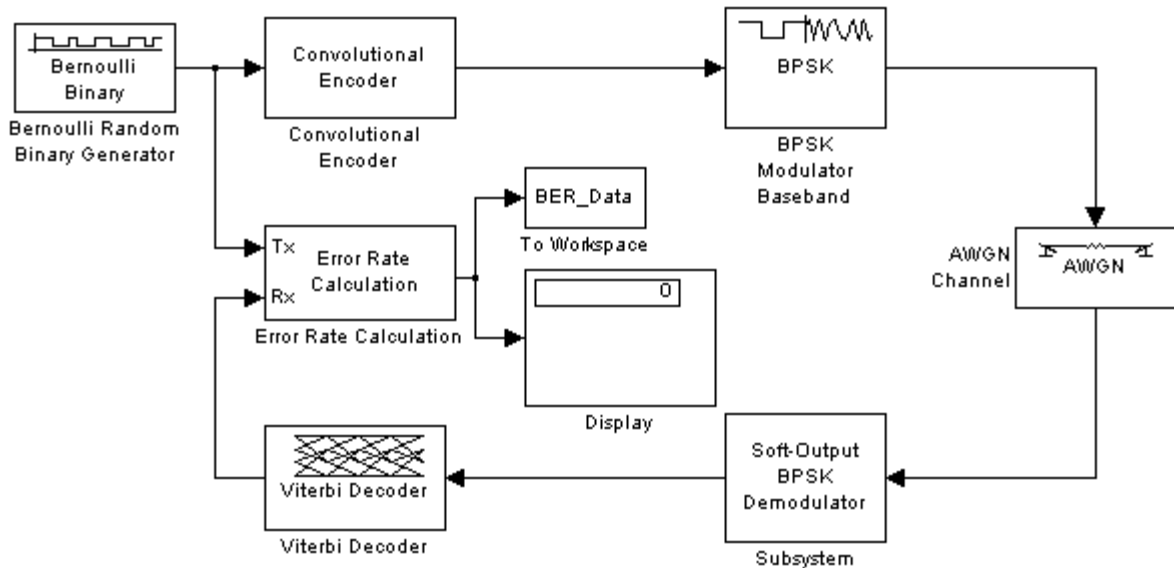 Bernoulli
Binary
Bernoulli Random
Binary Generator
Convolutional
Encoder
Convolutional
Encoder
BPSK
BPSK
Modulator
Baseband
AWGN
Channel
AWGN
Tx
Rx
Error Rate
Calculation
Error Rate Calculation
BER_Data
To Workspace
0
Display
Viterbi Decoder
Viterbi Decoder
Soft-Output
BPSK
Demodulator
Subsystem